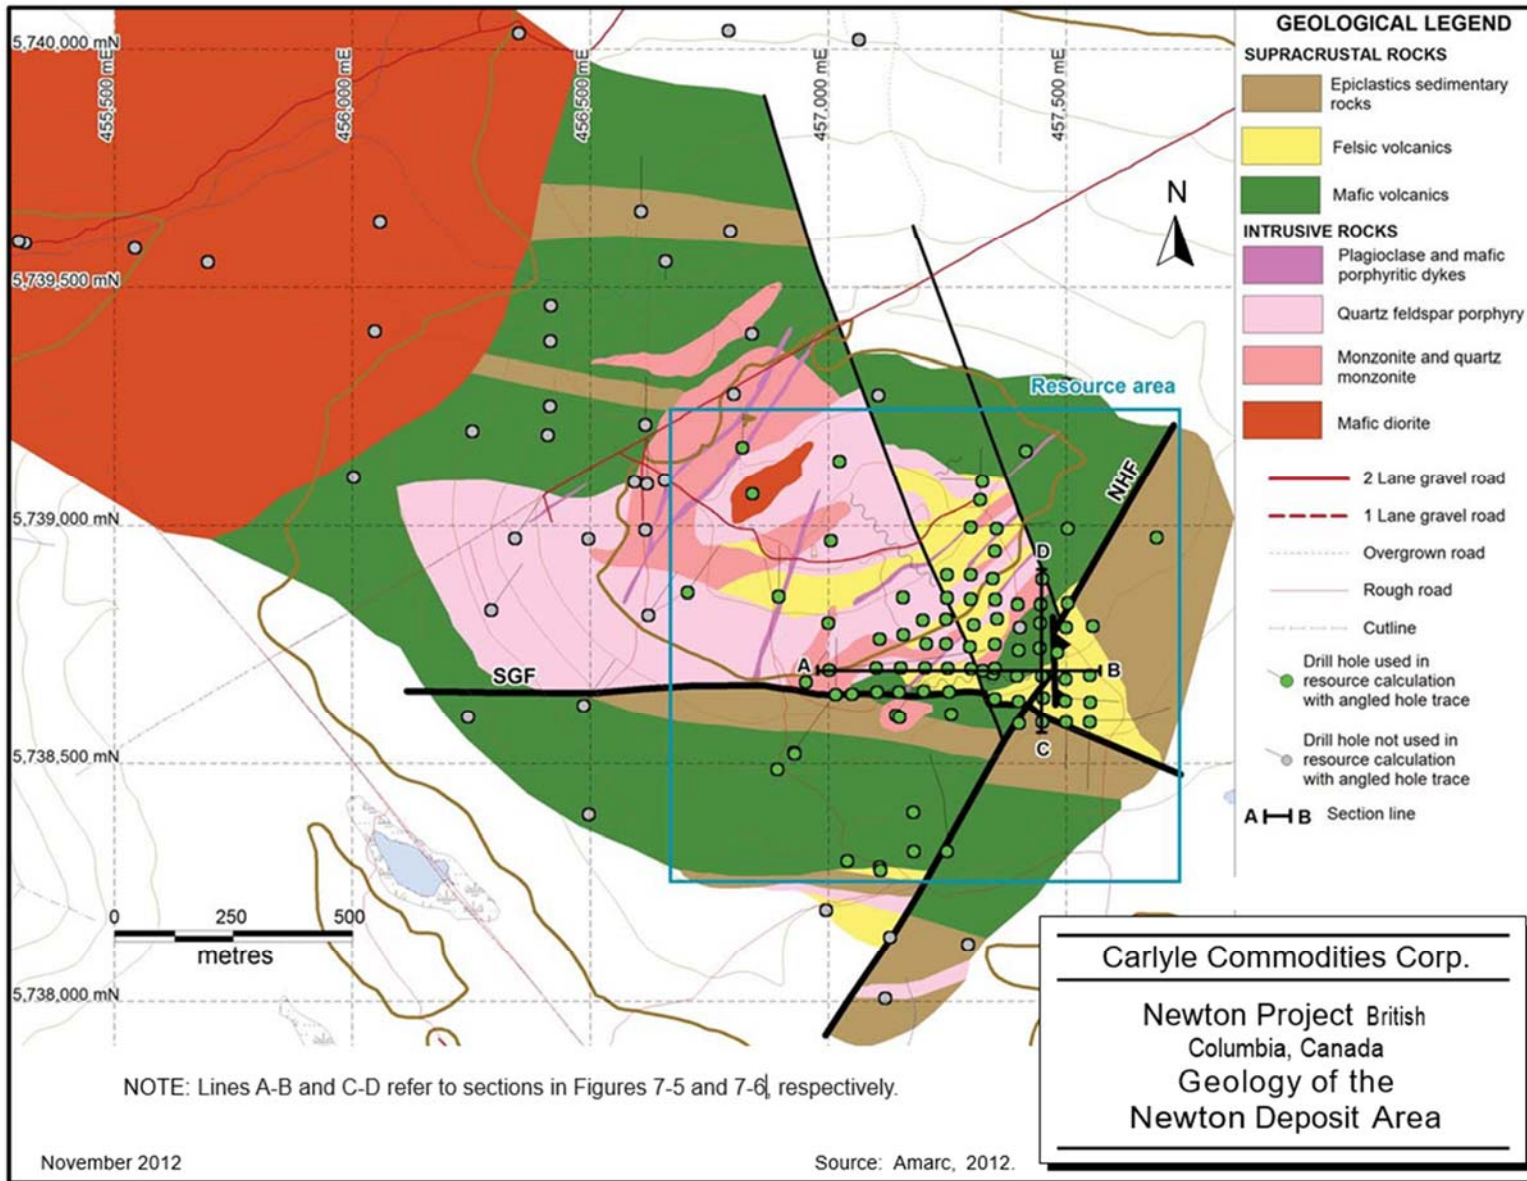 5,740,000 mN
5,739,500 mN
5,739,000 mN
5,738,500 mN
5,738,000 mN
455,500 mE
456,000 mE
456,500 mE
457,000 mE
457,500 mE
N
Resource area
NHF
SGF
A
B
D
C
0 250 500
metres
GEOLOGICAL LEGEND
SUPRACRUSTAL ROCKS
Epiclastics sedimentary
rocks
Felsic volcanics
Mafic volcanics
INTRUSIVE ROCKS
Plagioclase and mafic
porphyritic dykes
Quartz feldspar porphyry
Monzonite and quartz
monzonite
Mafic diorite
2 Lane gravel road
1 Lane gravel road
Overgrown road
Rough road
Cutline
Drill hole used in
resource calculation
with angled hole trace
Drill hole not used in
resource calculation
with angled hole trace
A B Section line
Carlyle Commodities Corp.
Newton Project British
Columbia, Canada
Geology of the
Newton Deposit Area
NOTE: Lines A-B and C-D refer to sections in Figures 7-5 and 7-6, respectively.
November 2012
Source: Amarc, 2012.